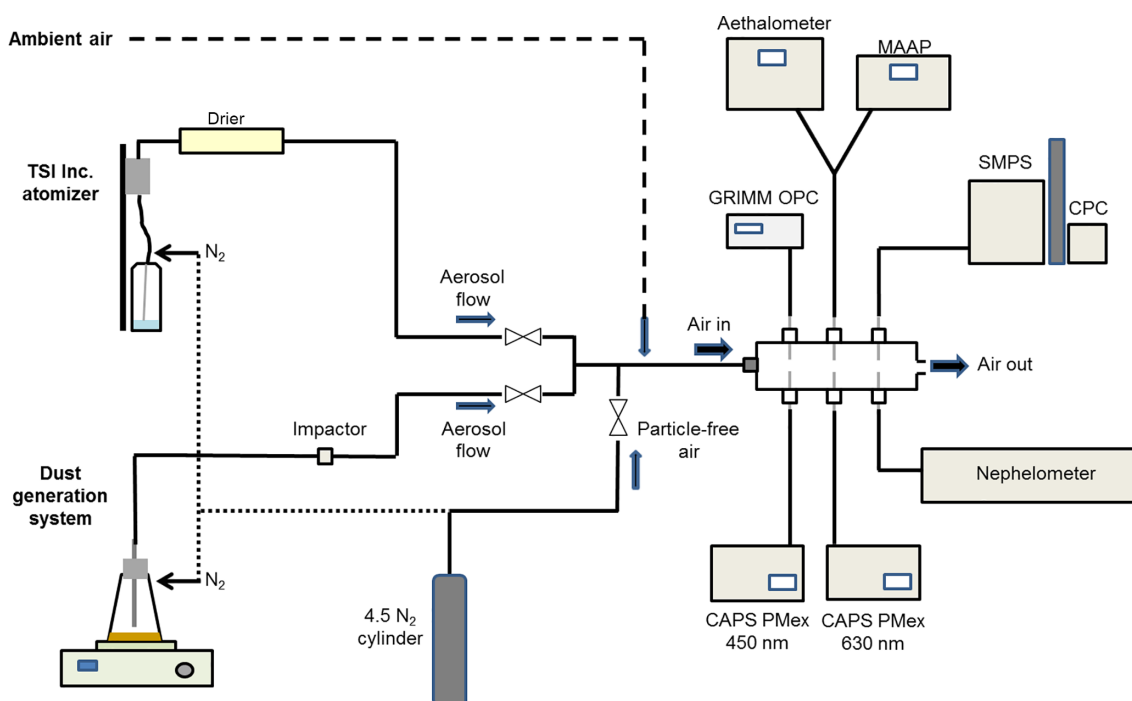 Ambient air
Aethalometer
MAAP
Drier
TSI Inc.
atomizer
N₂
SMPS
CPC
GRIMM OPC
Aerosol
flow
Air in
Air out
Impactor
Aerosol
flow
Particle-free
air
Dust
generation
system
Nephelometer
N₂
4.5 N₂
cylinder
CAPS PMex
450 nm
CAPS PMex
630 nm